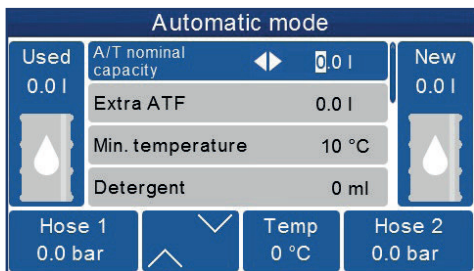 Automatic mode
Used
0.0 l
A/T nominal
capacity
0.0 l
Extra ATF
0.0 l
Min. temperature
10 °C
Detergent
0 ml
New
0.0 l
Hose 1
0.0 bar
Temp
0 °C
Hose 2
0.0 bar